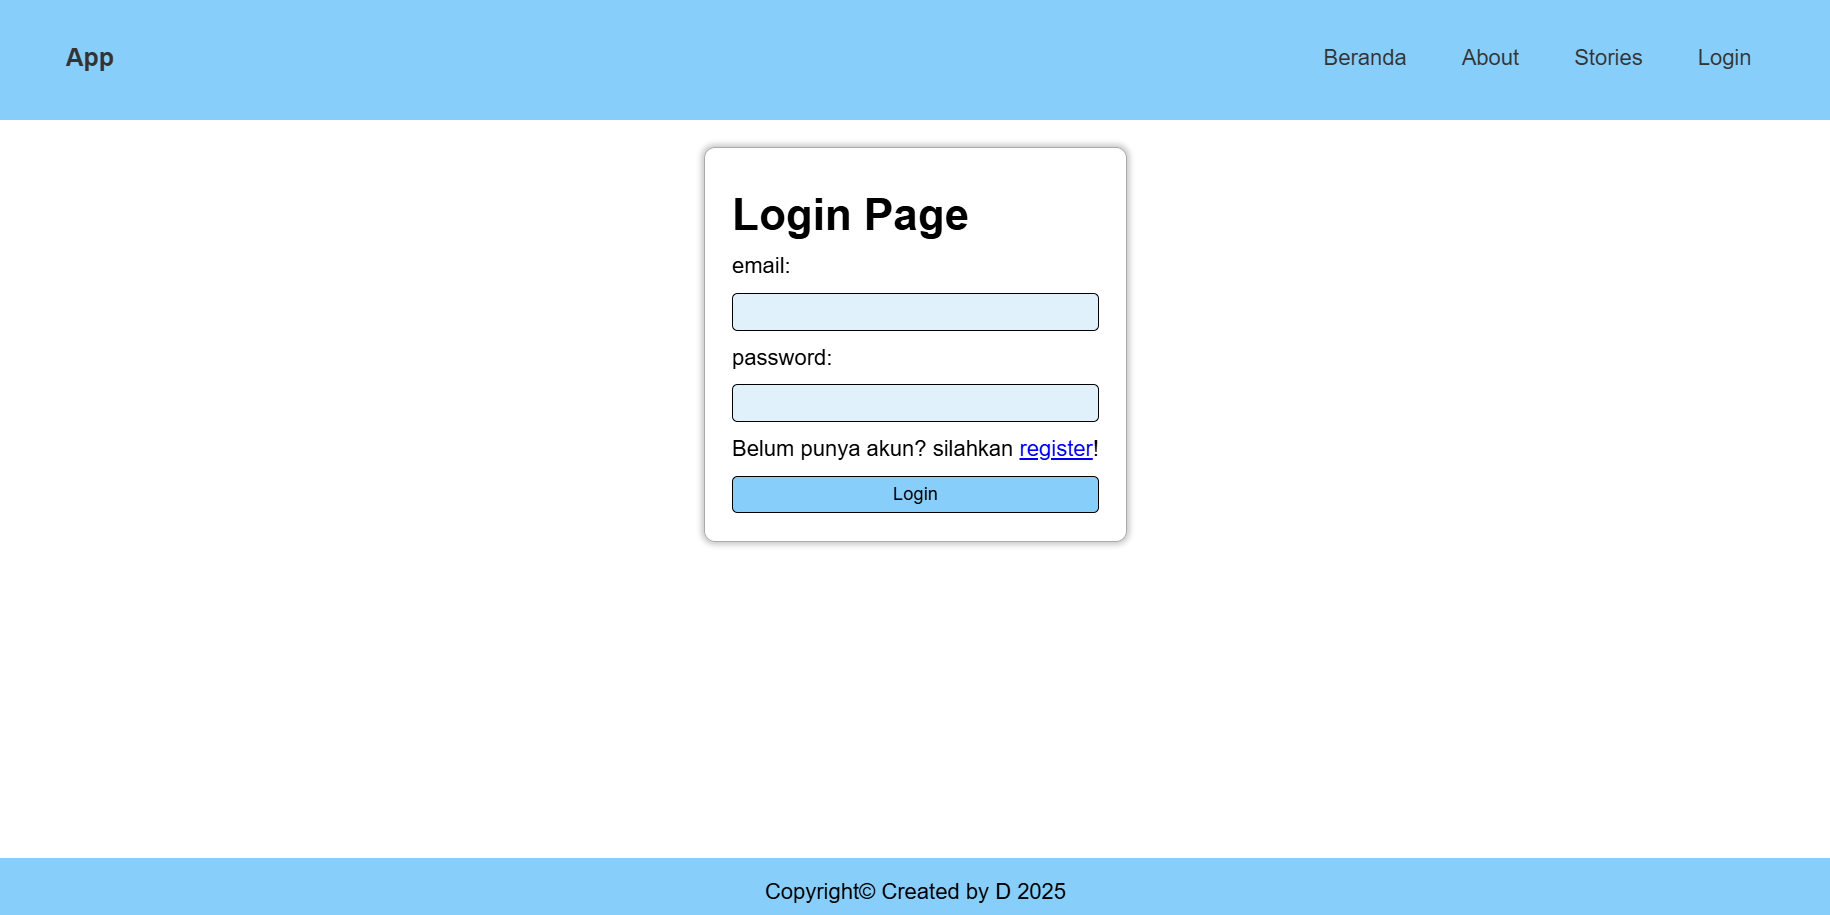 App
Beranda About Stories Login
Login Page
email:
password:
Belum punya akun? silahkan register!
Login
Copyright© Created by D 2025